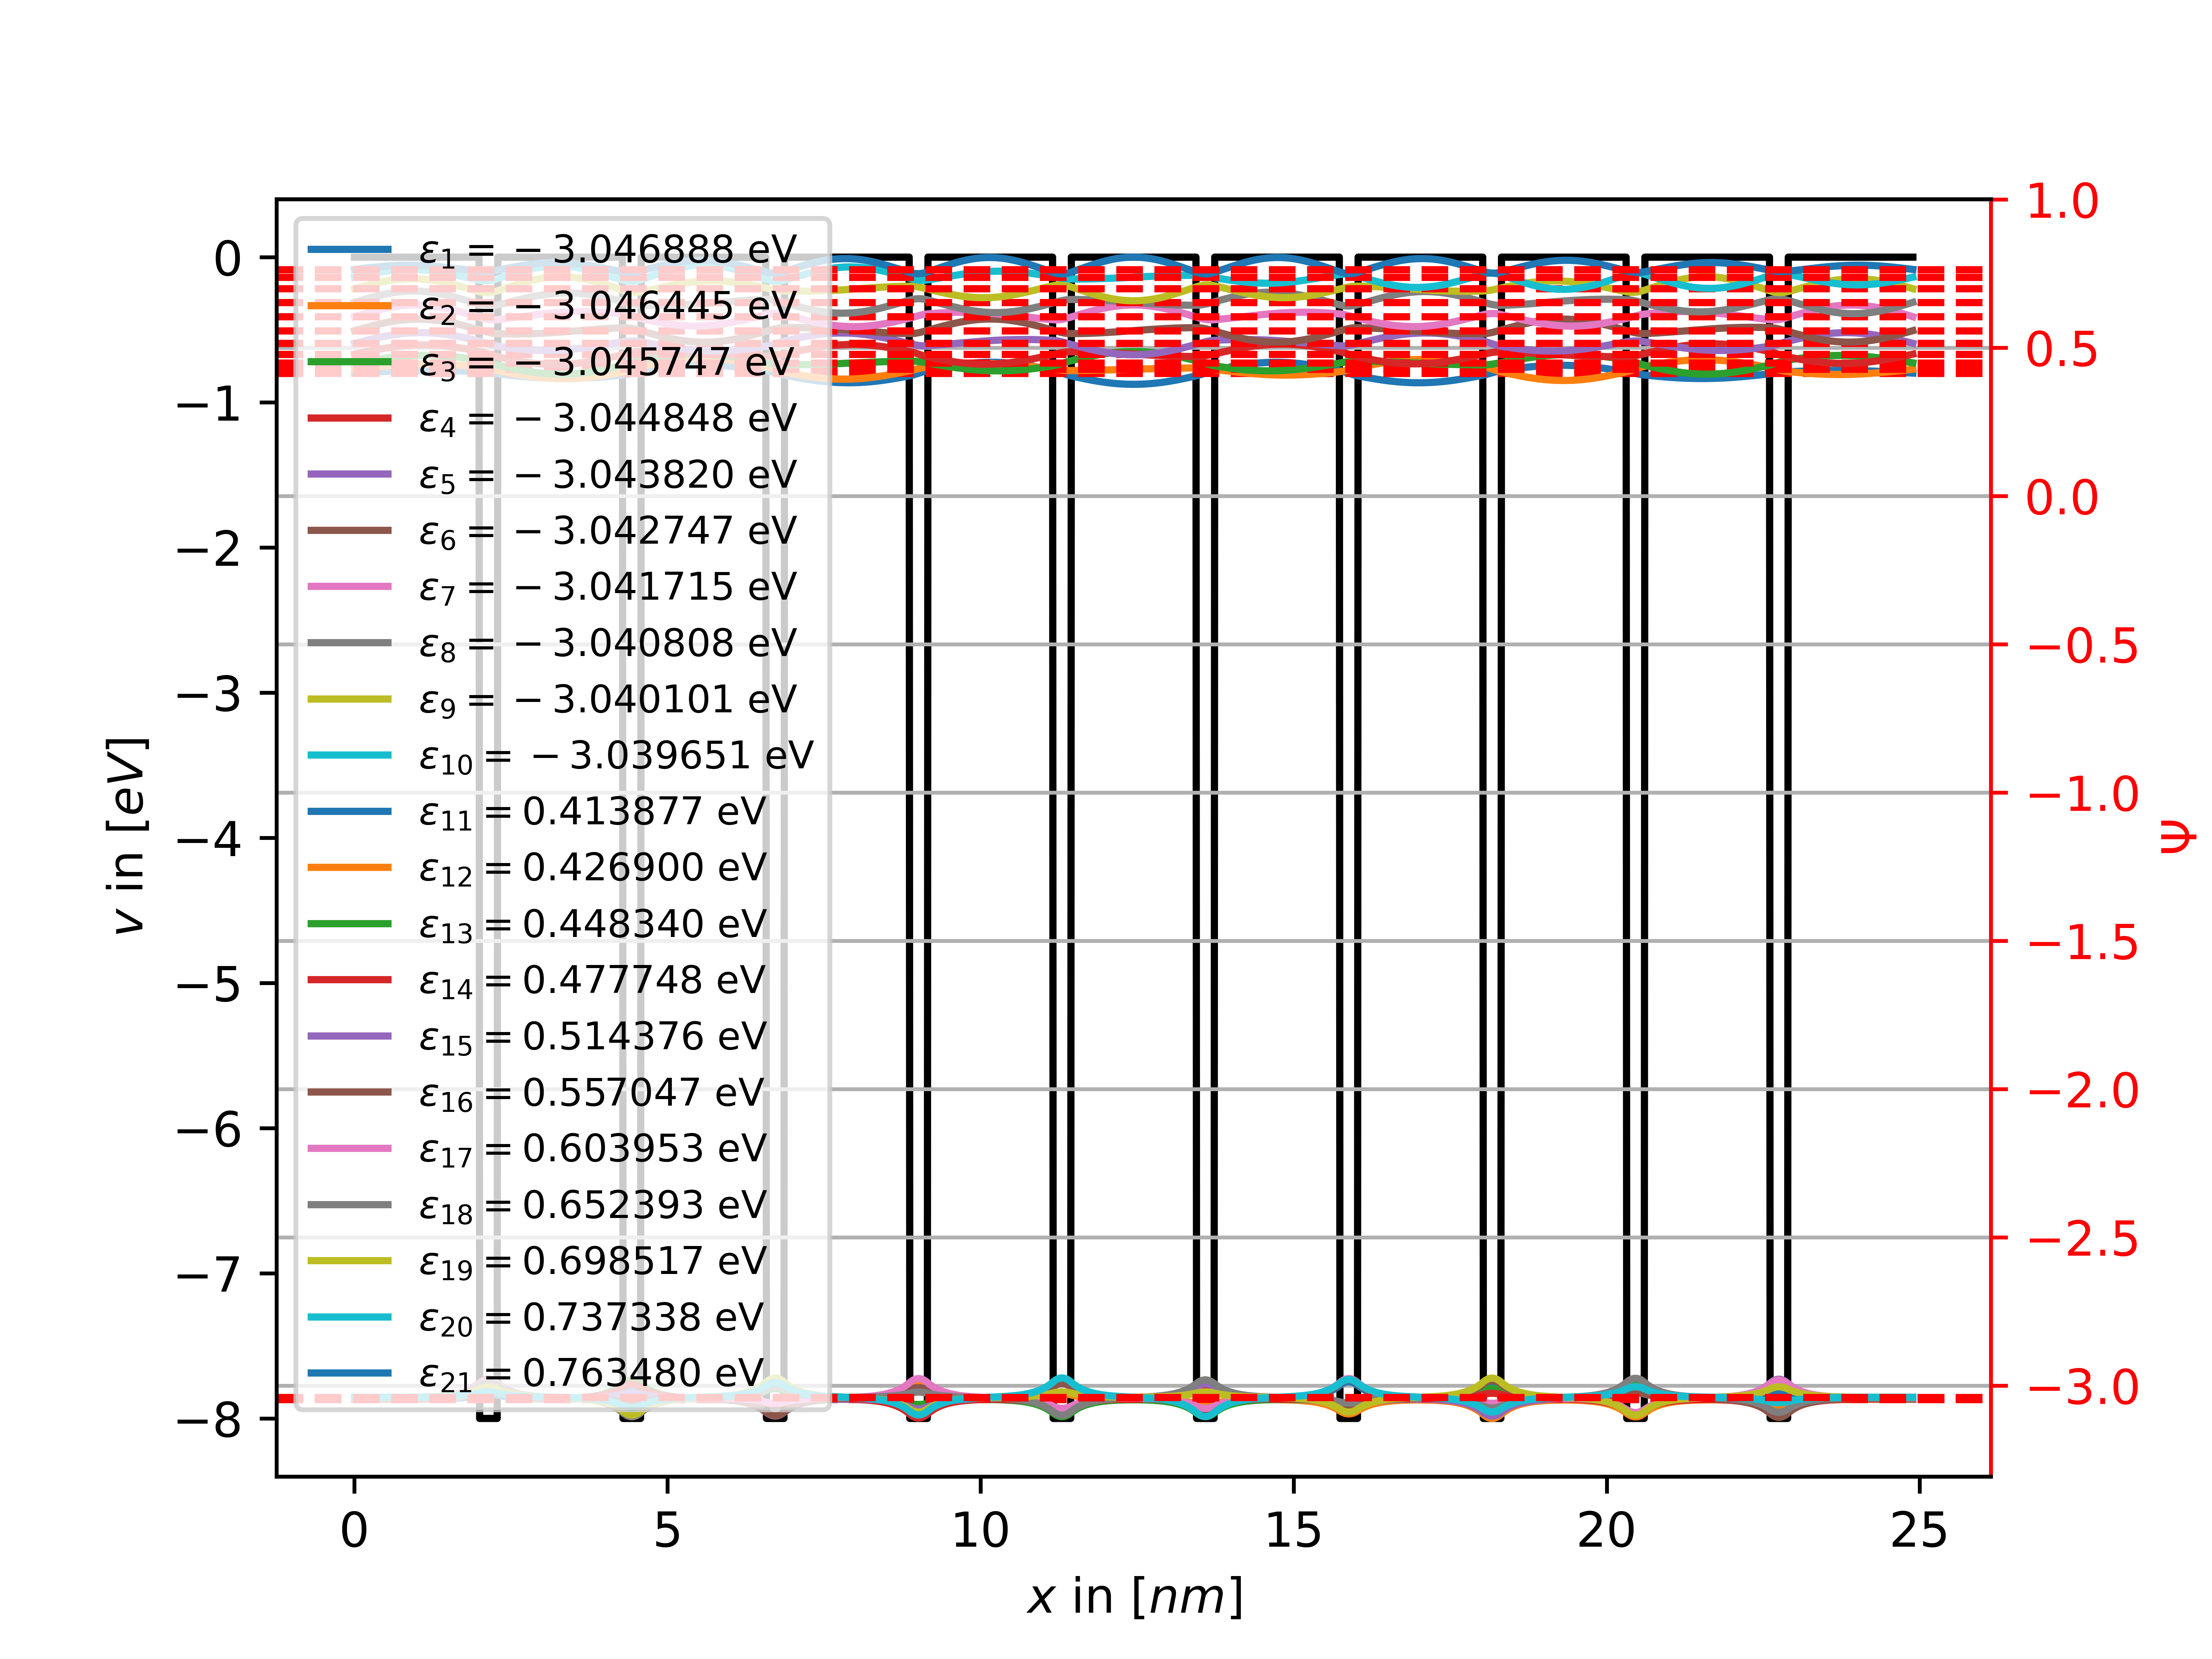 0
−1
−2
−3
−4
−5
−6
−7
−8
v in [eV]
ε1 = −3.046888 eV
ε2 = −3.046445 eV
ε3 = −3.045747 eV
ε4 = −3.044848 eV
ε5 = −3.043820 eV
ε6 = −3.042747 eV
ε7 = −3.041715 eV
ε8 = −3.040808 eV
ε9 = −3.040101 eV
ε10 = −3.039651 eV
ε11 = 0.413877 eV
ε12 = 0.426900 eV
ε13 = 0.448340 eV
ε14 = 0.477748 eV
ε15 = 0.514376 eV
ε16 = 0.557047 eV
ε17 = 0.603953 eV
ε18 = 0.652393 eV
ε19 = 0.698517 eV
ε20 = 0.737338 eV
ε21 = 0.763480 eV
1.0
0.5
0.0
−0.5
−1.0
−1.5
−2.0
−2.5
−3.0
Ψ
0 5 10 15 20 25
x in [nm]